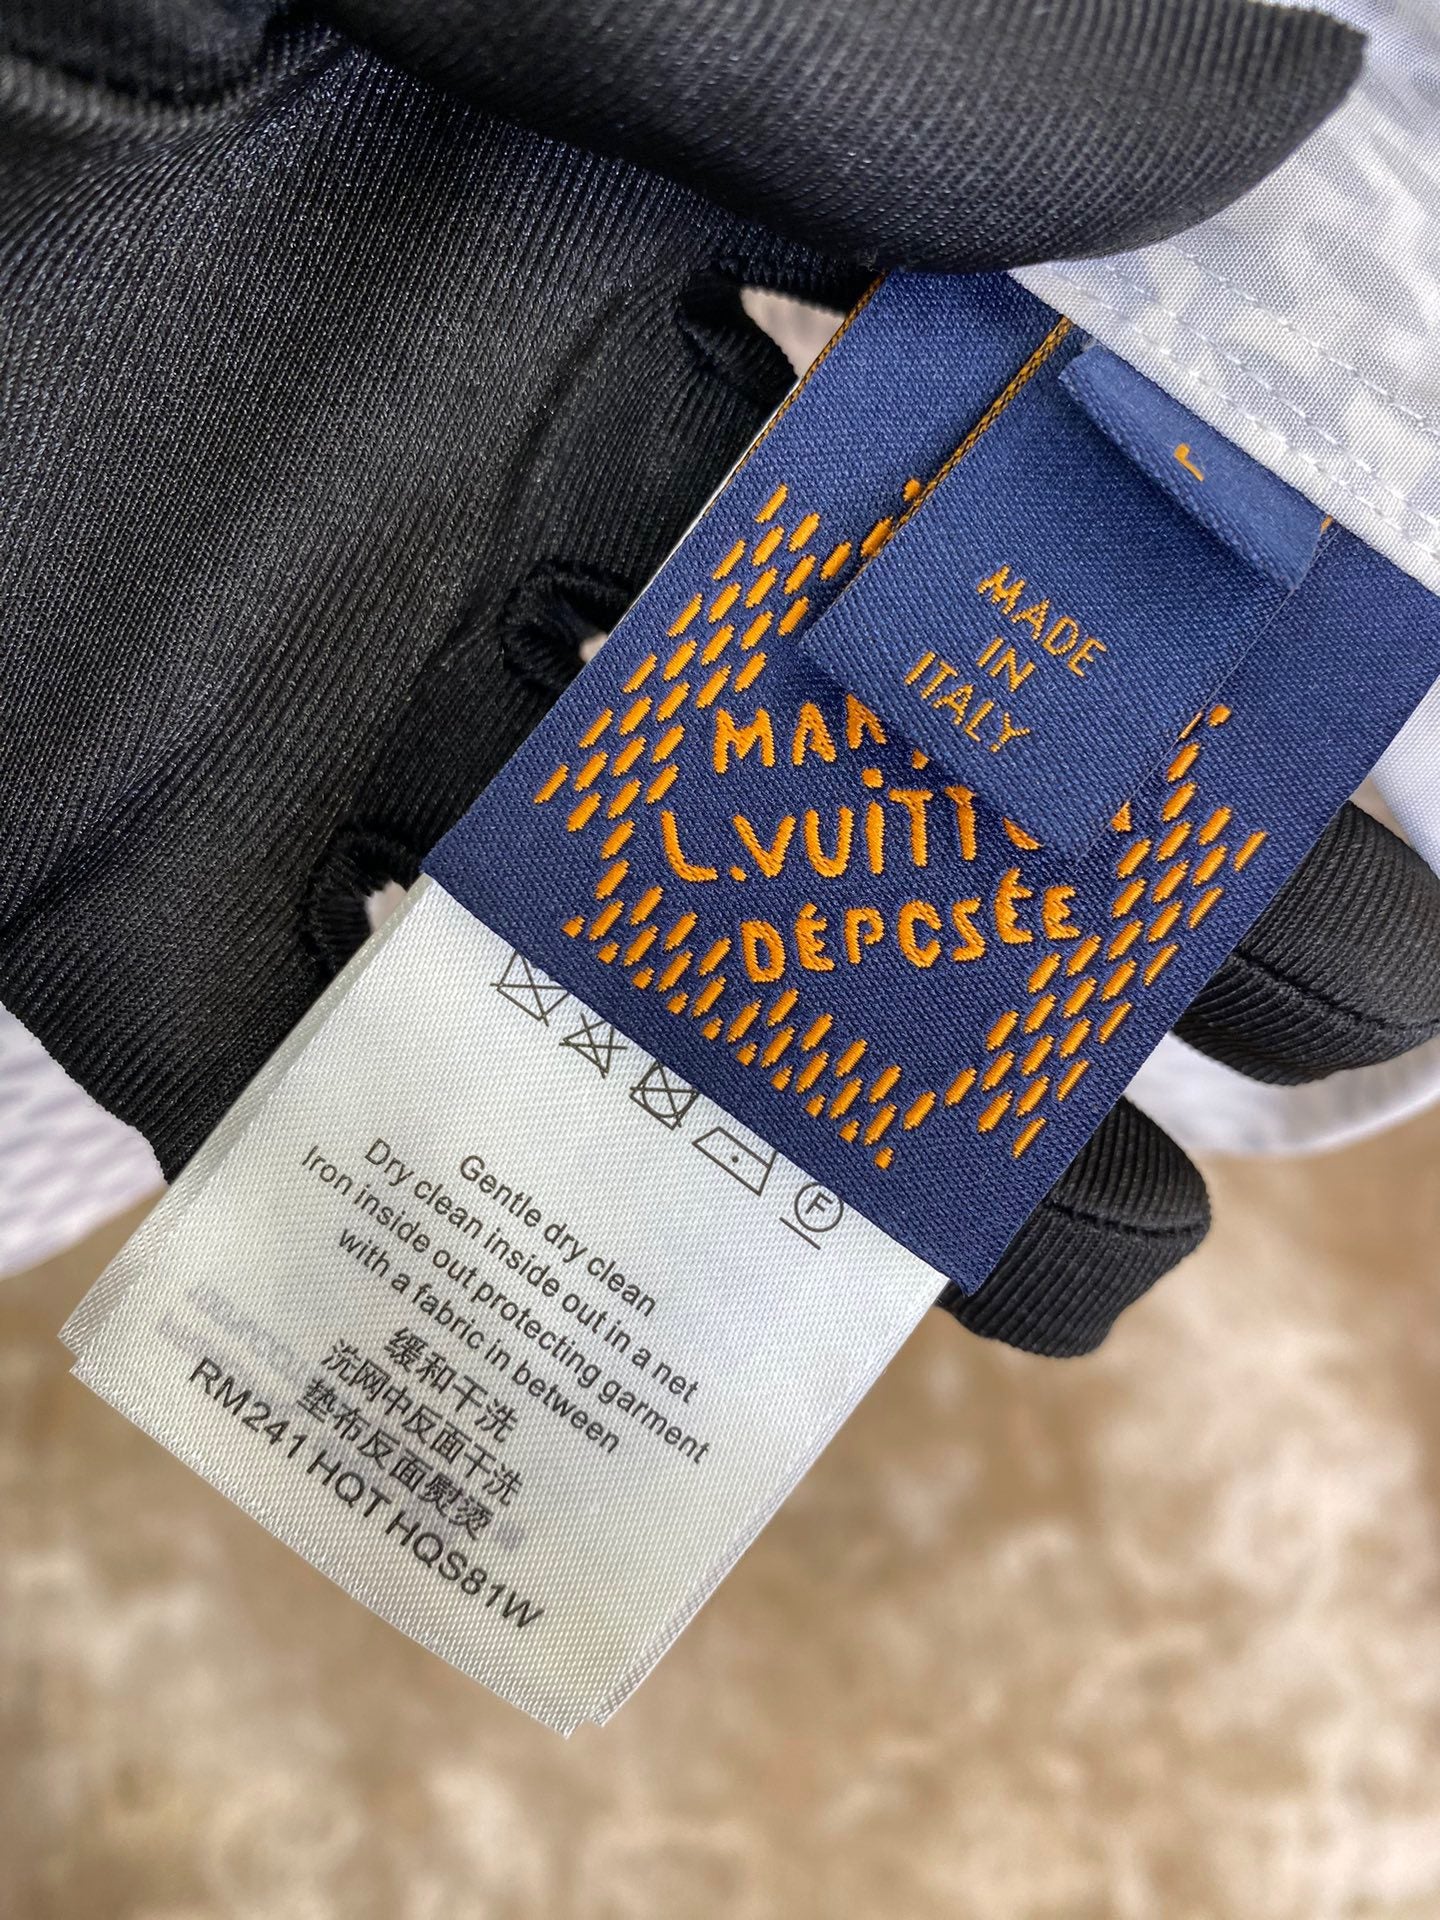 MADE
IN
ITALY
L.VUITT
DÉPOSÉE
F
Gentle dry clean
Dry clean inside out in a net
Iron inside out protecting garment
with a fabric in between
缓和干洗
洗网中反面干洗
垫布反面熨烫
RM241 HQT HQS81W